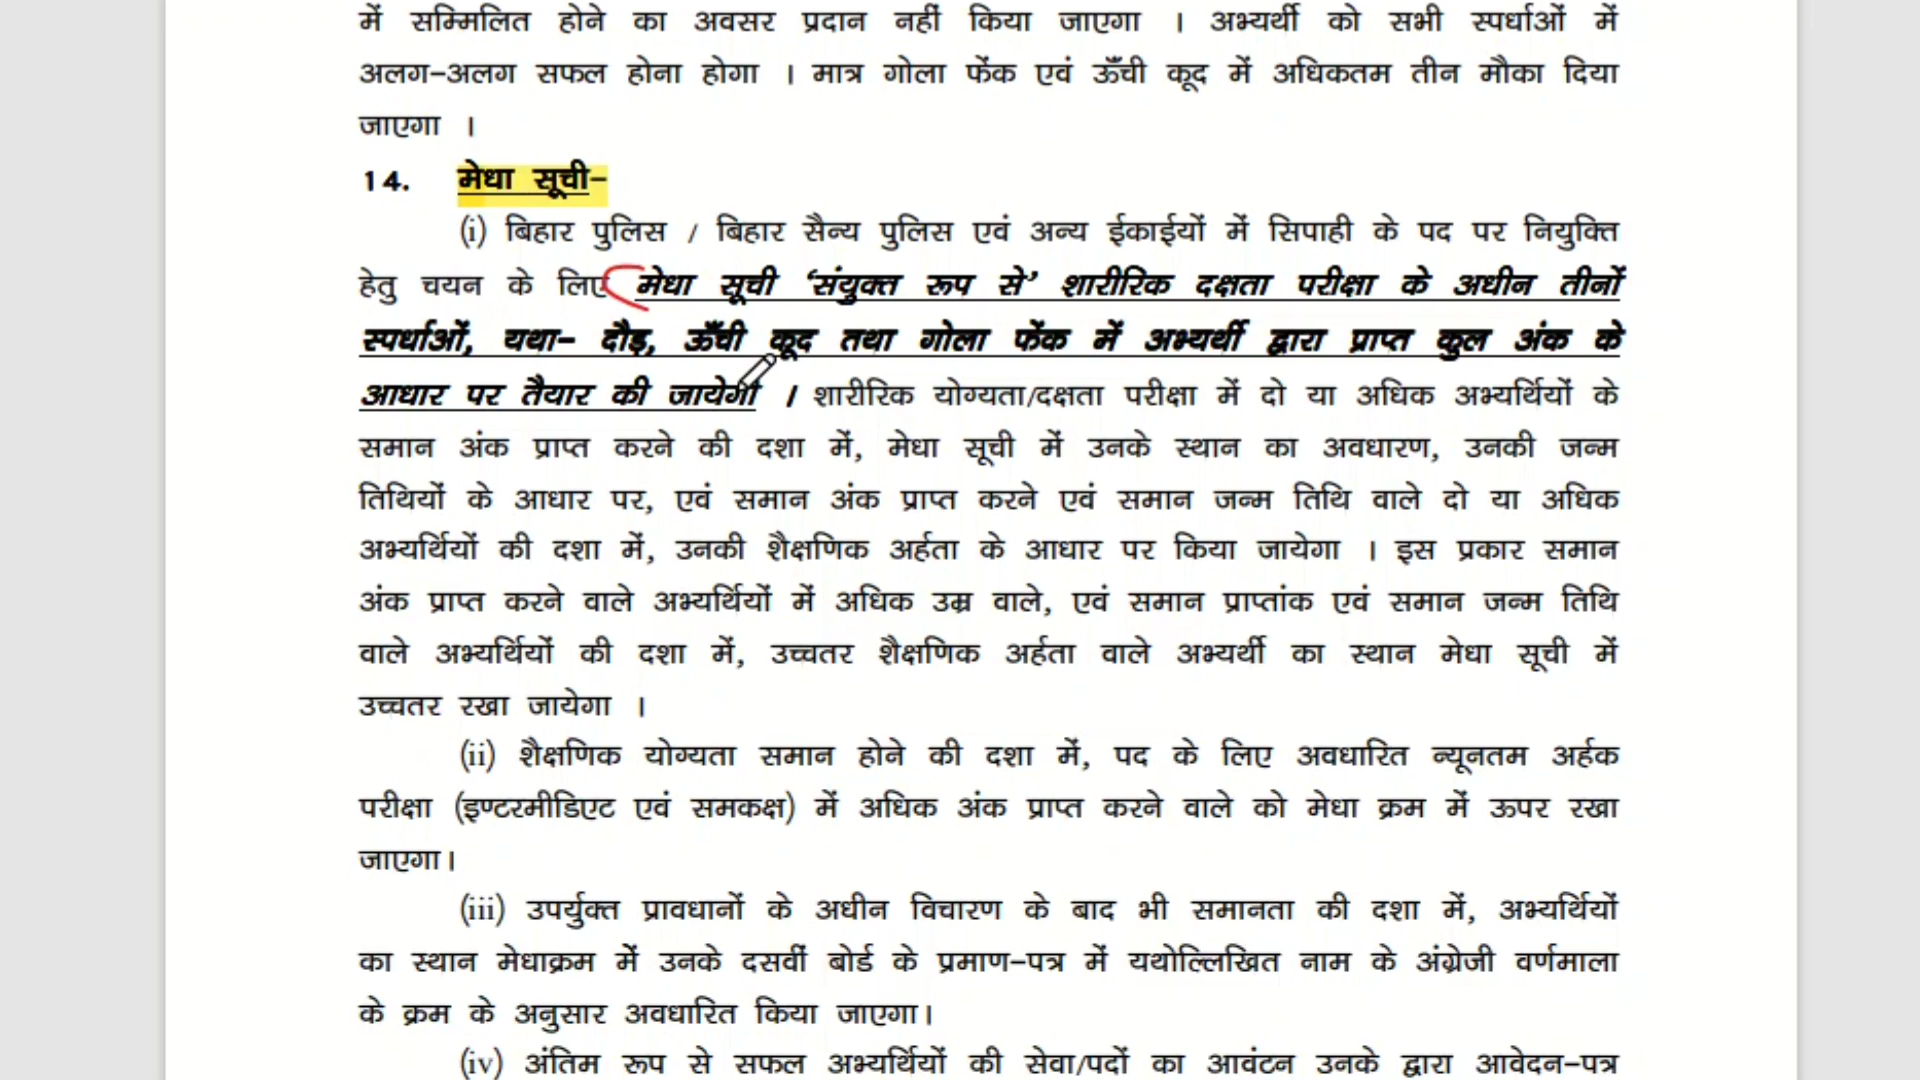 में सम्मिलित होने का अवसर प्रदान नहीं किया जाएगा । अभ्यर्थी को सभी स्पर्धाओं में
अलग-अलग सफल होना होगा । मात्र गोला फेंक एवं ऊँची कूद में अधिकतम तीन मौका दिया
जाएगा ।
14. मेधा सूची-
(i) बिहार पुलिस / बिहार सैन्य पुलिस एवं अन्य ईकाईयों में सिपाही के पद पर नियुक्ति
हेतु चयन के लिए मेधा सूची ‘संयुक्त रूप से’ शारीरिक दक्षता परीक्षा के अधीन तीनों
स्पर्धाओं, यथा- दौड़, ऊँची कूद तथा गोला फेंक में अभ्यर्थी द्वारा प्राप्त कुल अंक के
आधार पर तैयार की जायेगी । शारीरिक योग्यता/दक्षता परीक्षा में दो या अधिक अभ्यर्थियों के
समान अंक प्राप्त करने की दशा में, मेधा सूची में उनके स्थान का अवधारण, उनकी जन्म
तिथियों के आधार पर, एवं समान अंक प्राप्त करने एवं समान जन्म तिथि वाले दो या अधिक
अभ्यर्थियों की दशा में, उनकी शैक्षणिक अर्हता के आधार पर किया जायेगा । इस प्रकार समान
अंक प्राप्त करने वाले अभ्यर्थियों में अधिक उम्र वाले, एवं समान प्राप्तांक एवं समान जन्म तिथि
वाले अभ्यर्थियों की दशा में, उच्चतर शैक्षणिक अर्हता वाले अभ्यर्थी का स्थान मेधा सूची में
उच्चतर रखा जायेगा ।
(ii) शैक्षणिक योग्यता समान होने की दशा में, पद के लिए अवधारित न्यूनतम अर्हक
परीक्षा (इण्टरमीडिएट एवं समकक्ष) में अधिक अंक प्राप्त करने वाले को मेधा क्रम में ऊपर रखा
जाएगा।
(iii) उपर्युक्त प्रावधानों के अधीन विचारण के बाद भी समानता की दशा में, अभ्यर्थियों
का स्थान मेधाक्रम में उनके दसवीं बोर्ड के प्रमाण-पत्र में यथोल्लिखित नाम के अंग्रेजी वर्णमाला
के क्रम के अनुसार अवधारित किया जाएगा।
(iv) अंतिम रूप से सफल अभ्यर्थियों की सेवा/पदों का आवंटन उनके द्वारा आवेदन-पत्र